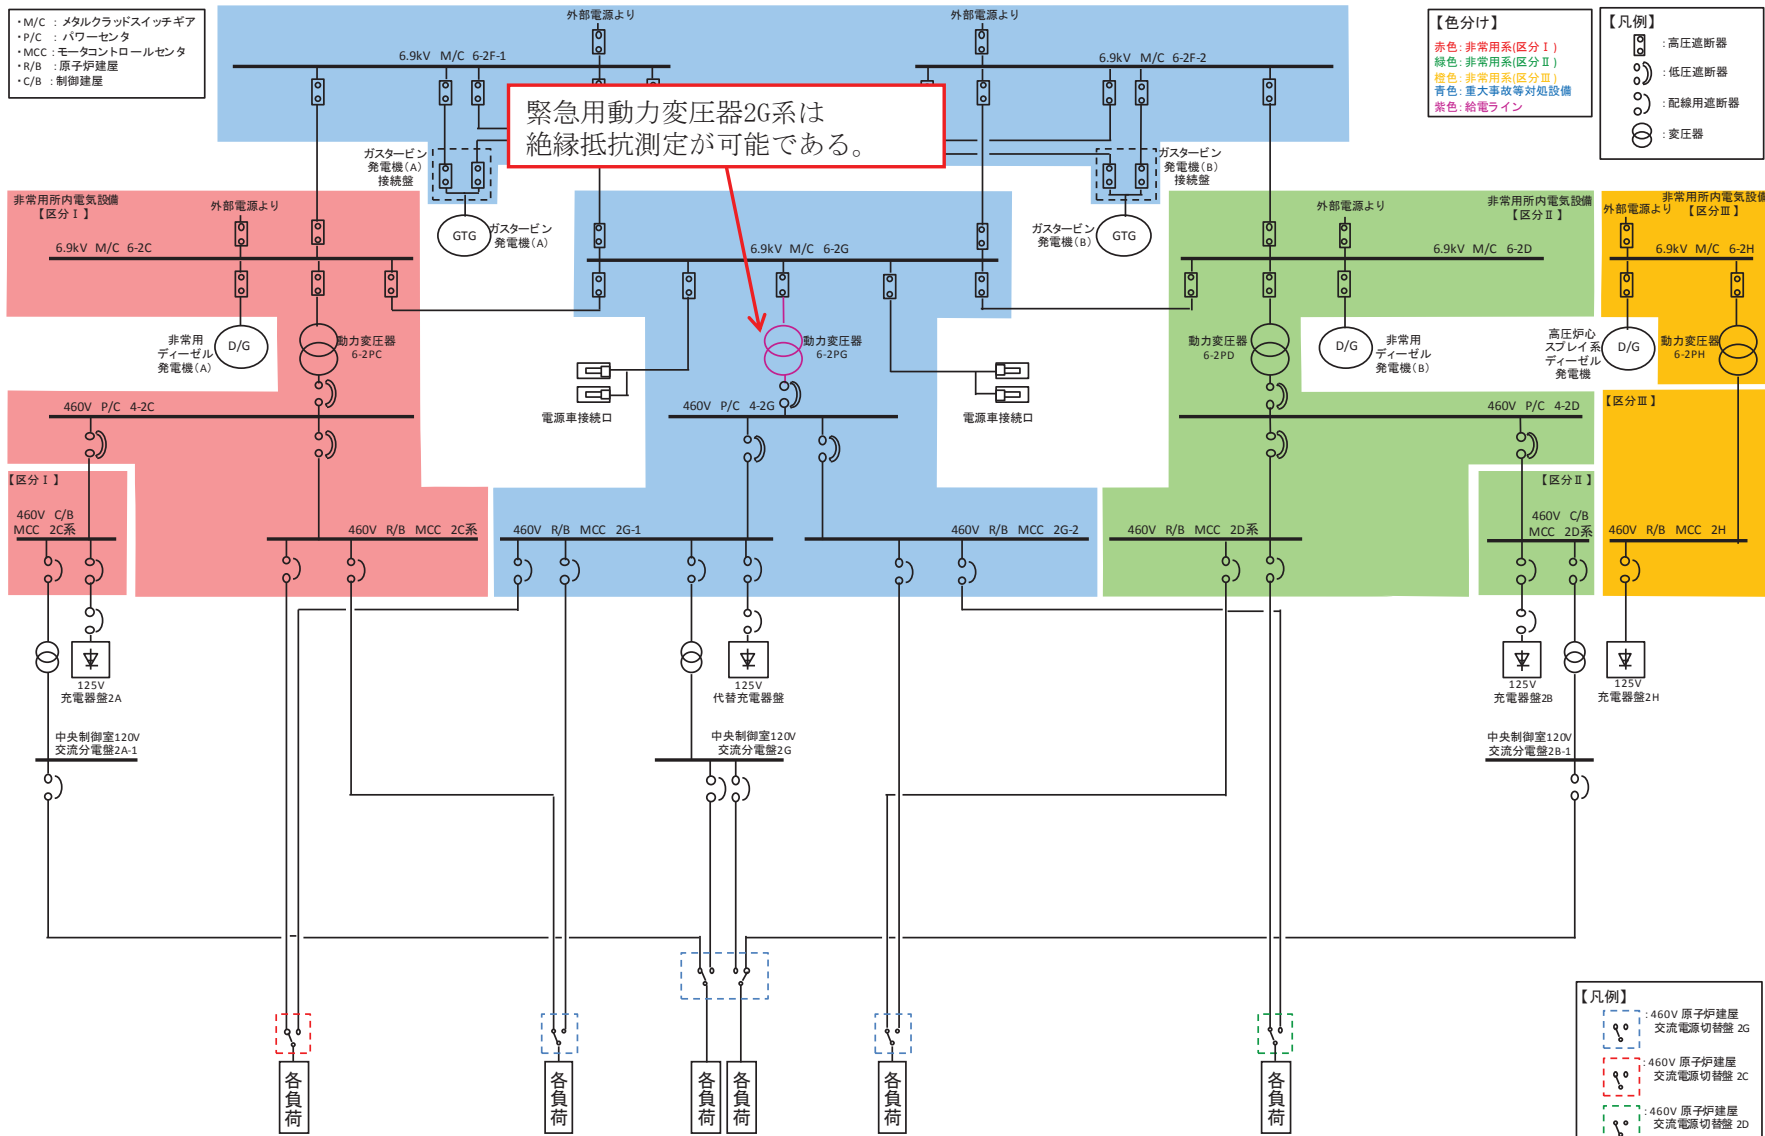 ・M/C ： メタルクラッドスイッチギア
・P/C ： パワーセンタ
・MCC ： モータコントロールセンタ
・R/B ： 原子炉建屋
・C/B ： 制御建屋
外部電源より
外部電源より
6.9kV M/C 6-2F-1
6.9kV M/C 6-2F-2
【色分け】
赤色：非常用系(区分Ⅰ)
緑色：非常用系(区分Ⅱ)
橙色：非常用系(区分Ⅲ)
青色：重大事故等対処設備
紫色：給電ライン
【凡例】
：高圧遮断器
：低圧遮断器
：配線用遮断器
：変圧器
緊急用動力変圧器2G系は
絶縁抵抗測定が可能である。
ガスタービン
発電機(A)
接続盤
ガスタービン
発電機(B)
接続盤
GTG
ガスタービン
発電機(A)
ガスタービン
発電機(B)
GTG
非常用所内電気設備
【区分Ⅰ】
外部電源より
6.9kV M/C 6-2C
6.9kV M/C 6-2G
外部電源より
非常用所内電気設備
【区分Ⅱ】
6.9kV M/C 6-2D
非常用所内電気設備
外部電源より
【区分Ⅲ】
6.9kV M/C 6-2H
非常用
ディーゼル
発電機(A)
D/G
動力変圧器
6-2PC
動力変圧器
6-2PG
動力変圧器
6-2PD
D/G
非常用
ディーゼル
発電機(B)
高圧炉心
スプレイ系
ディーゼル
発電機
D/G
動力変圧器
6-2PH
電源車接続口
電源車接続口
460V P/C 4-2C
460V P/C 4-2G
460V P/C 4-2D
【区分Ⅲ】
【区分Ⅰ】
【区分Ⅱ】
460V C/B
MCC 2C系
460V R/B MCC 2C系
460V R/B MCC 2G-1
460V R/B MCC 2G-2
460V R/B MCC 2D系
460V C/B
MCC 2D系
460V R/B MCC 2H
125V
充電器盤2A
125V
代替充電器盤
125V
充電器盤2B
125V
充電器盤2H
中央制御室120V
交流分電盤2A-1
中央制御室120V
交流分電盤2G
中央制御室120V
交流分電盤2B-1
各負荷
各負荷
各負荷
各負荷
各負荷
各負荷
【凡例】
：460V 原子炉建屋
交流電源切替盤 2G
：460V 原子炉建屋
交流電源切替盤 2C
：460V 原子炉建屋
交流電源切替盤 2D